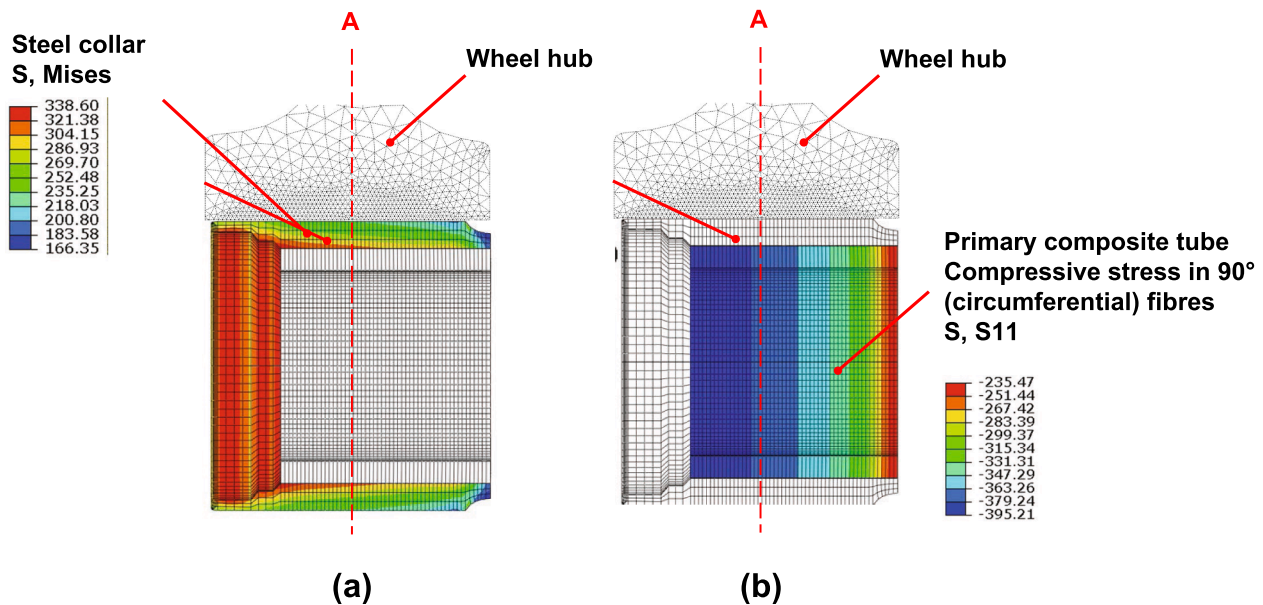 A
A
Steel collar
S, Mises
Wheel hub
Wheel hub
338.60
321.38
304.15
286.93
269.70
252.48
235.25
218.03
200.80
183.58
166.35
Primary composite tube
Compressive stress in 90°
(circumferential) fibres
S, S11
-235.47
-251.44
-267.42
-283.39
-299.37
-315.34
-331.31
-347.29
-363.26
-379.24
-395.21
(a)
(b)